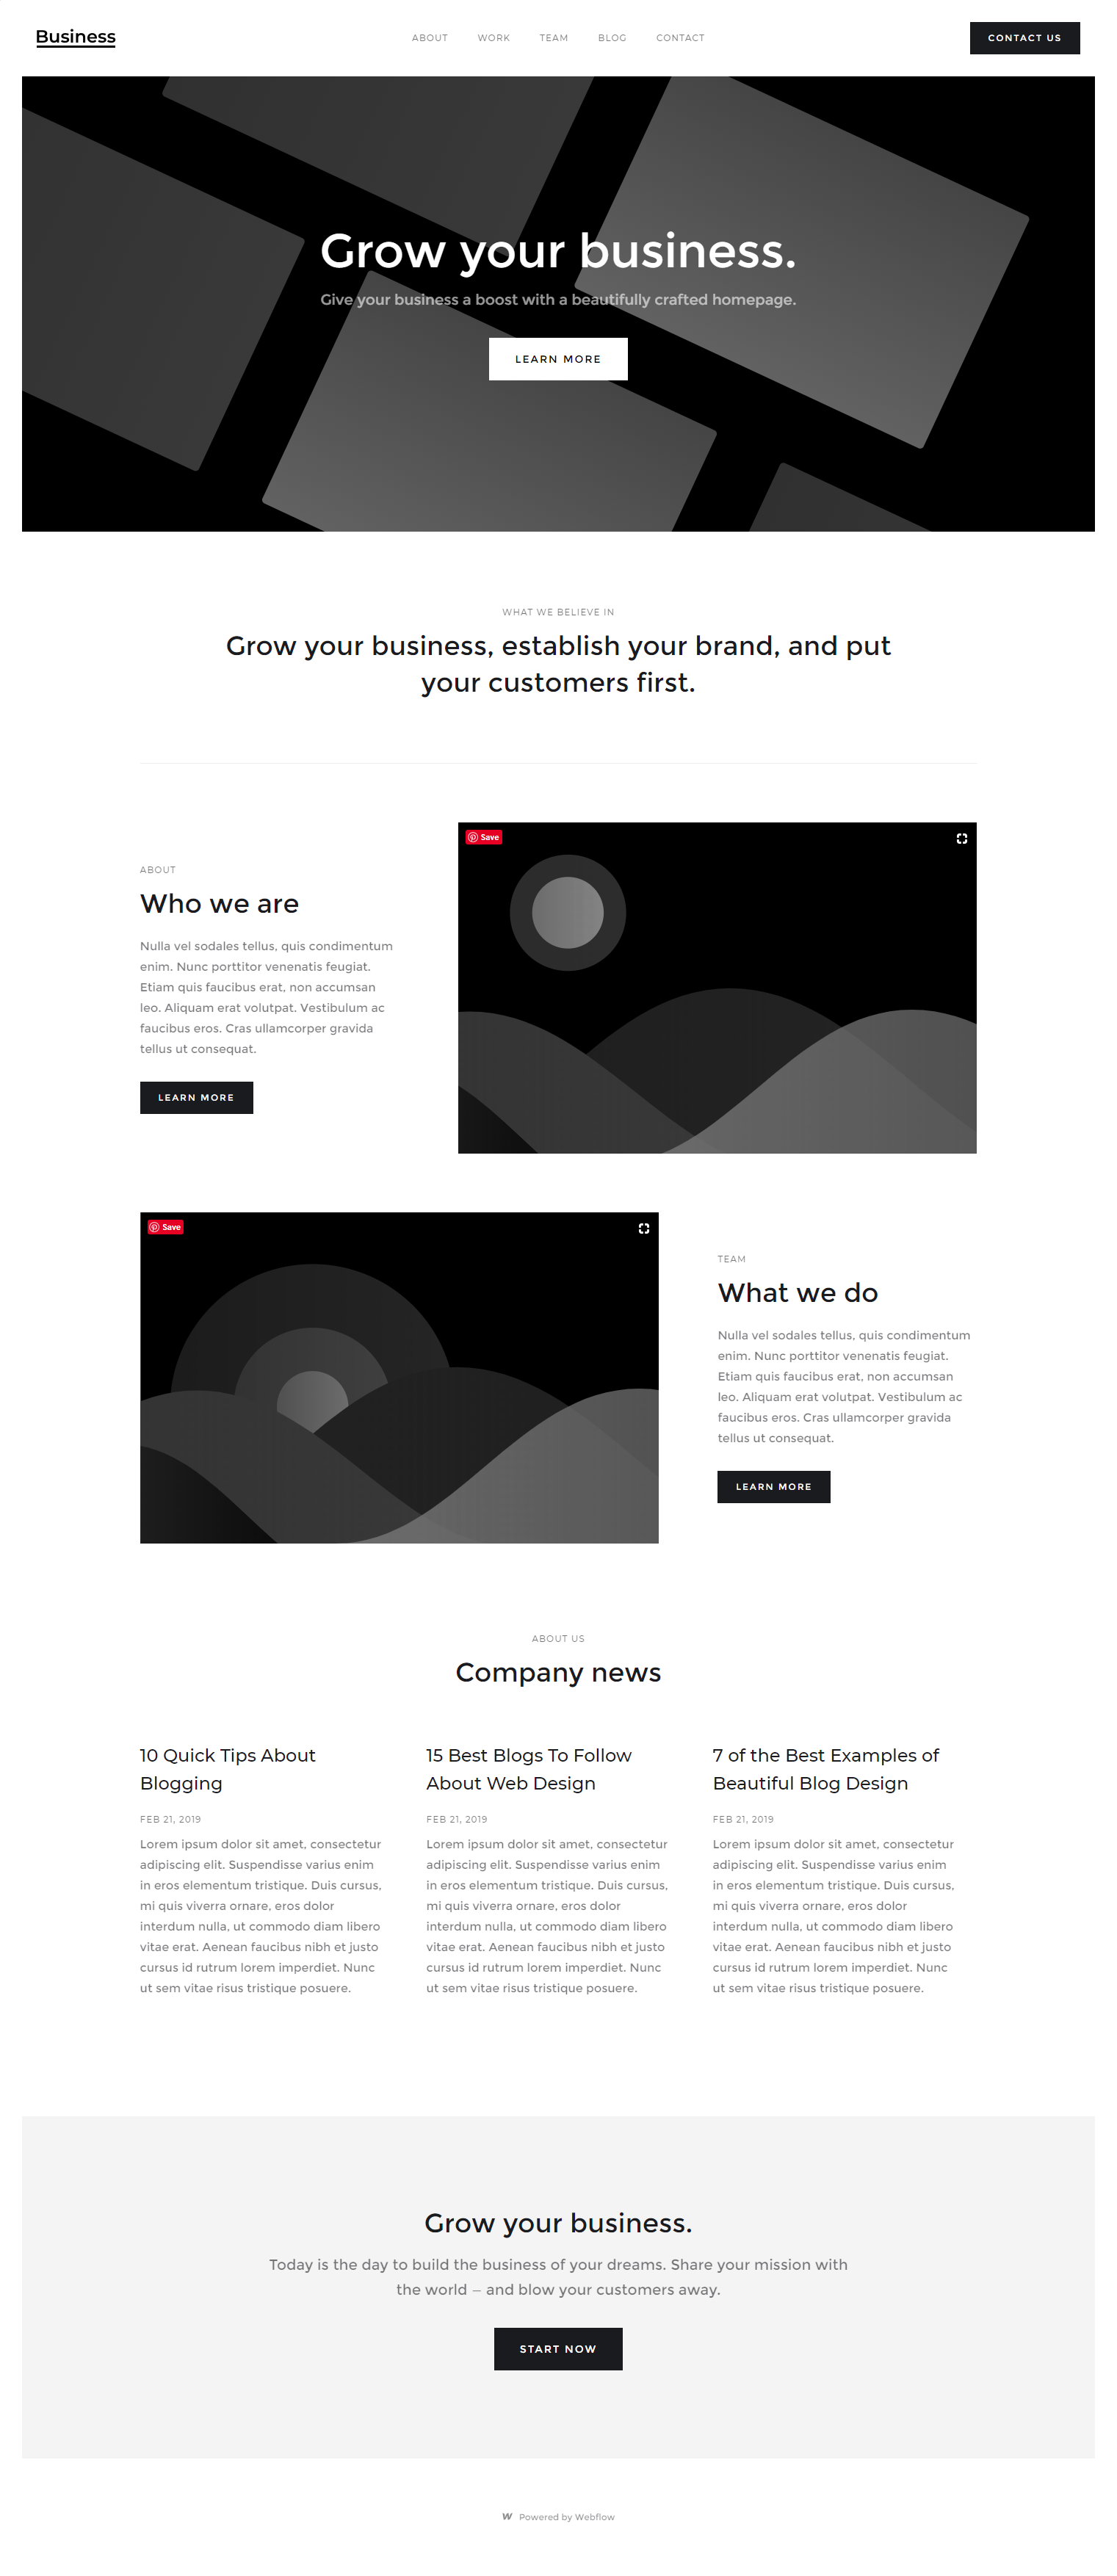 Business
ABOUT WORK TEAM BLOG CONTACT
CONTACT US
Grow your business.
Give your business a boost with a beautifully crafted homepage.
LEARN MORE
WHAT WE BELIEVE IN
Grow your business, establish your brand, and put
your customers first.
ABOUT
Who we are
Nulla vel sodales tellus, quis condimentum
enim. Nunc porttitor venenatis feugiat.
Etiam quis faucibus erat, non accumsan
leo. Aliquam erat volutpat. Vestibulum ac
faucibus eros. Cras ullamcorper gravida
tellus ut consequat.
LEARN MORE
Save
Save
TEAM
What we do
Nulla vel sodales tellus, quis condimentum
enim. Nunc porttitor venenatis feugiat.
Etiam quis faucibus erat, non accumsan
leo. Aliquam erat volutpat. Vestibulum ac
faucibus eros. Cras ullamcorper gravida
tellus ut consequat.
LEARN MORE
ABOUT US
Company news
10 Quick Tips About
Blogging
FEB 21, 2019
Lorem ipsum dolor sit amet, consectetur
adipiscing elit. Suspendisse varius enim
in eros elementum tristique. Duis cursus,
mi quis viverra ornare, eros dolor
interdum nulla, ut commodo diam libero
vitae erat. Aenean faucibus nibh et justo
cursus id rutrum lorem imperdiet. Nunc
ut sem vitae risus tristique posuere.
15 Best Blogs To Follow
About Web Design
FEB 21, 2019
Lorem ipsum dolor sit amet, consectetur
adipiscing elit. Suspendisse varius enim
in eros elementum tristique. Duis cursus,
mi quis viverra ornare, eros dolor
interdum nulla, ut commodo diam libero
vitae erat. Aenean faucibus nibh et justo
cursus id rutrum lorem imperdiet. Nunc
ut sem vitae risus tristique posuere.
7 of the Best Examples of
Beautiful Blog Design
FEB 21, 2019
Lorem ipsum dolor sit amet, consectetur
adipiscing elit. Suspendisse varius enim
in eros elementum tristique. Duis cursus,
mi quis viverra ornare, eros dolor
interdum nulla, ut commodo diam libero
vitae erat. Aenean faucibus nibh et justo
cursus id rutrum lorem imperdiet. Nunc
ut sem vitae risus tristique posuere.
Grow your business.
Today is the day to build the business of your dreams. Share your mission with
the world — and blow your customers away.
START NOW
Powered by Webflow